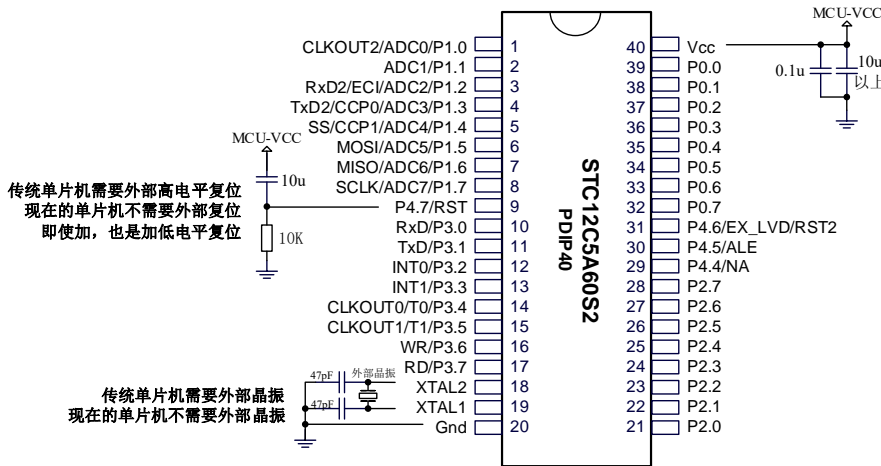 MCU-VCC
0.1u
10u
以上
MCU-VCC
10u
10K
传统单片机需要外部高电平复位
现在的单片机不需要外部复位
即使加，也是加低电平复位
传统单片机需要外部晶振
现在的单片机不需要外部晶振
47pF
外部晶振
47pF
CLKOUT2/ADC0/P1.0 1
ADC1/P1.1 2
RxD2/ECI/ADC2/P1.2 3
TxD2/CCP0/ADC3/P1.3 4
SS/CCP1/ADC4/P1.4 5
MOSI/ADC5/P1.5 6
MISO/ADC6/P1.6 7
SCLK/ADC7/P1.7 8
P4.7/RST 9
RxD/P3.0 10
TxD/P3.1 11
INT0/P3.2 12
INT1/P3.3 13
CLKOUT0/T0/P3.4 14
CLKOUT1/T1/P3.5 15
WR/P3.6 16
RD/P3.7 17
XTAL2 18
XTAL1 19
Gnd 20
STC12C5A60S2
PDIP40
40 Vcc
39 P0.0
38 P0.1
37 P0.2
36 P0.3
35 P0.4
34 P0.5
33 P0.6
32 P0.7
31 P4.6/EX_LVD/RST2
30 P4.5/ALE
29 P4.4/NA
28 P2.7
27 P2.6
26 P2.5
25 P2.4
24 P2.3
23 P2.2
22 P2.1
21 P2.0